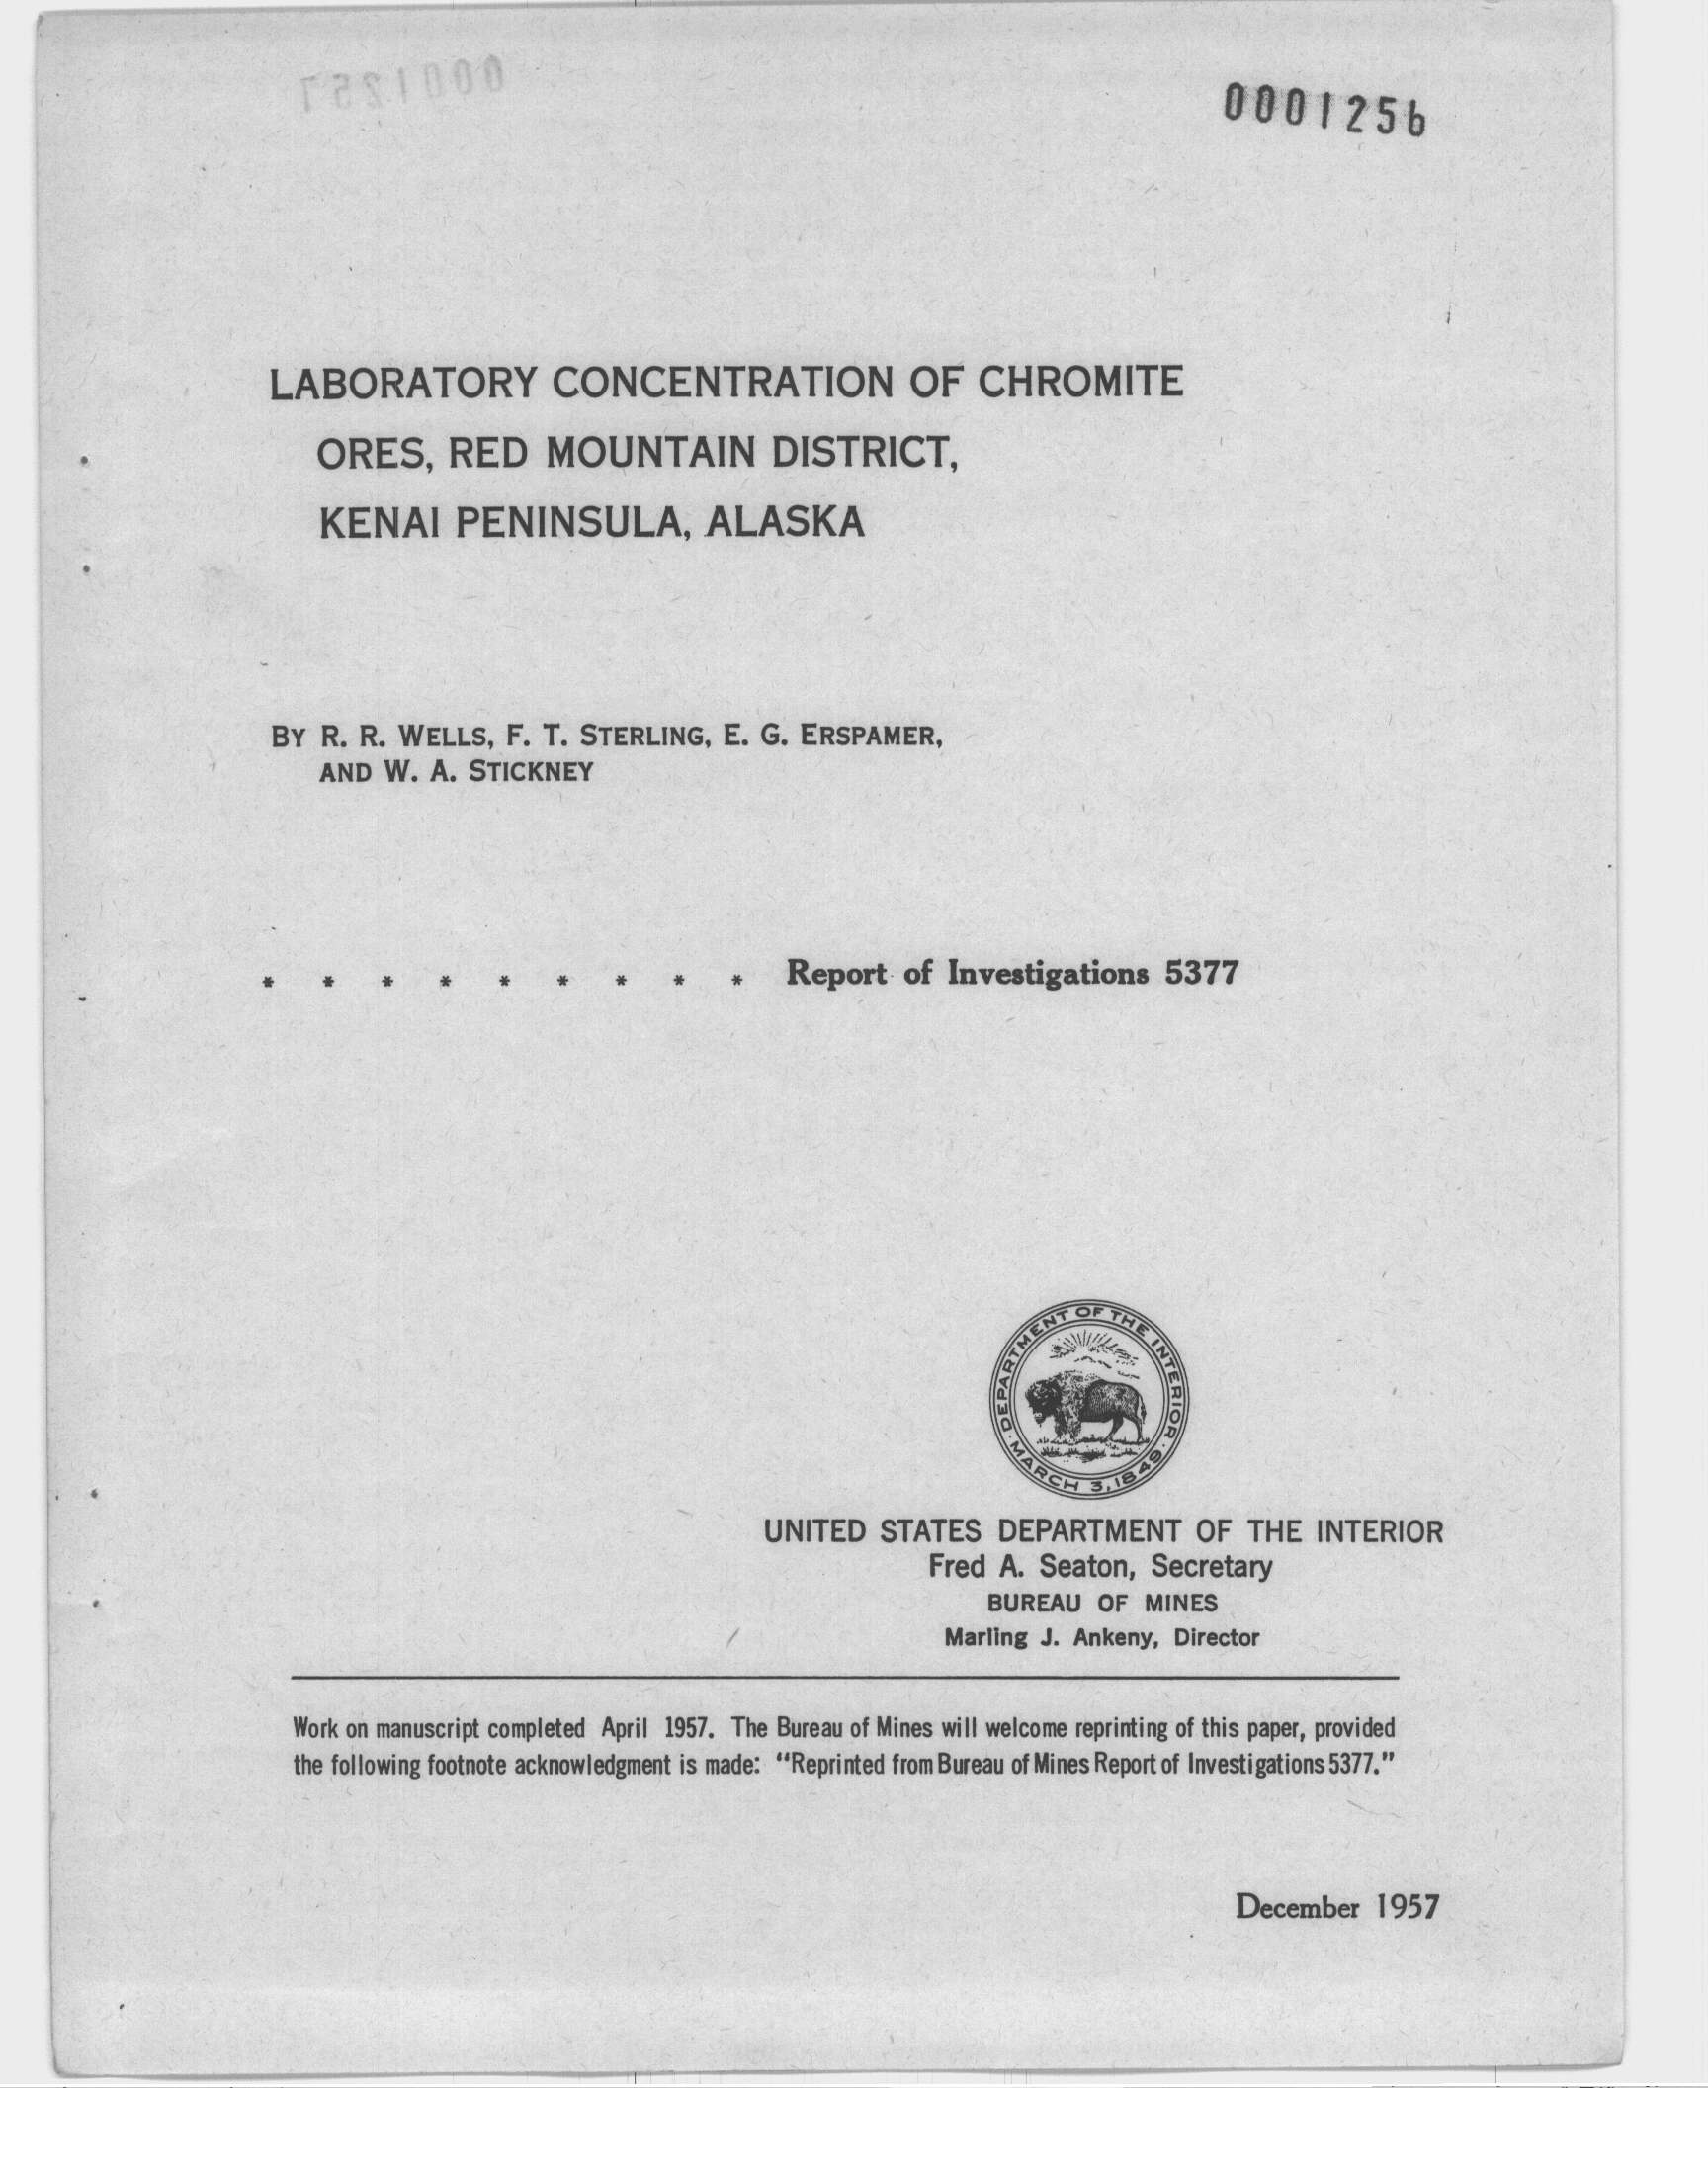 0001257
0001256
LABORATORY CONCENTRATION OF CHROMITE
ORES, RED MOUNTAIN DISTRICT,
KENAI PENINSULA, ALASKA
BY R. R. WELLS, F. T. STERLING, E. G. ERSPAMER,
AND W. A. STICKNEY
* * * * * * * * * Report of Investigations 5377
DEPARTMENT OF THE INTERIOR
MARCH 3, 1849
UNITED STATES DEPARTMENT OF THE INTERIOR
Fred A. Seaton, Secretary
BUREAU OF MINES
Marling J. Ankeny, Director
Work on manuscript completed April 1957. The Bureau of Mines will welcome reprinting of this paper, provided
the following footnote acknowledgment is made: “Reprinted from Bureau of Mines Report of Investigations 5377.”
December 1957